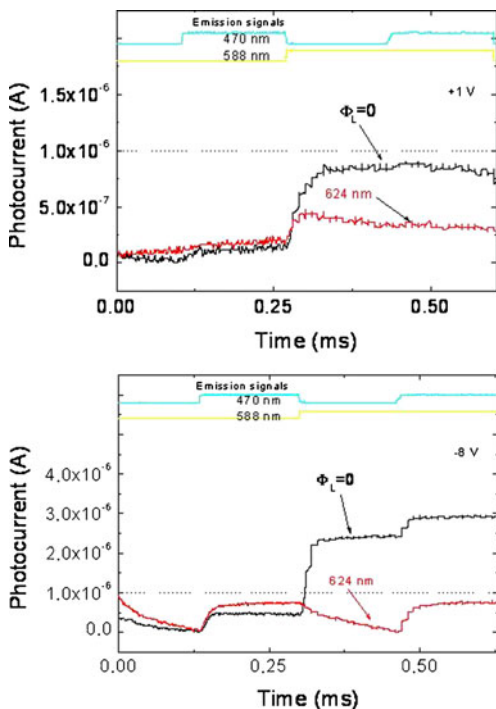 Emission signals
470 nm
588 nm
+1 V
ΦL=0
624 nm
1.5x10-6
1.0x10-6
5.0x10-7
0.0
Photocurrent (A)
0.00
0.25
0.50
Time (ms)
Emission signals
470 nm
588 nm
-8 V
ΦL=0
624 nm
4,0x10-6
3,0x10-6
2,0x10-6
1,0x10-6
0,0
Photocurrent (A)
0.00
0.25
0.50
Time (ms)